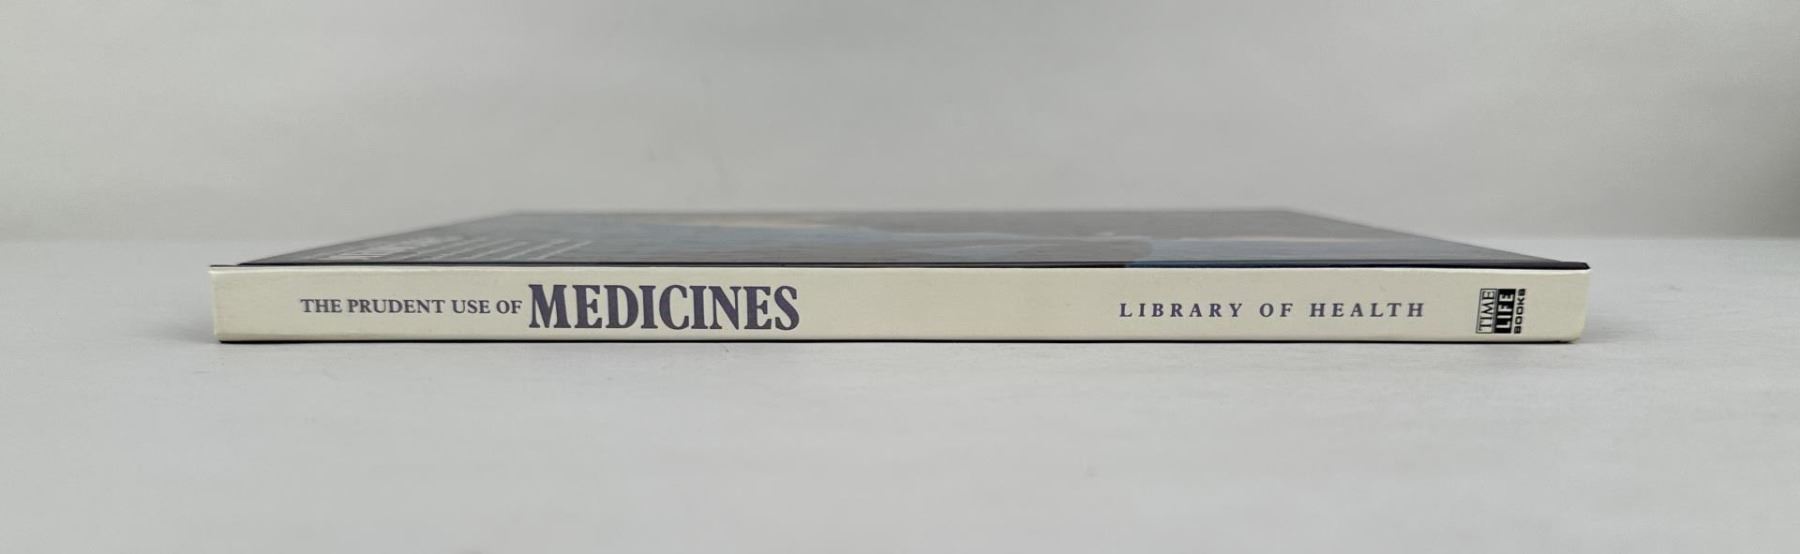 THE PRUDENT USE OF MEDICINES
LIBRARY OF HEALTH
TIME
LIFE
BOOKS